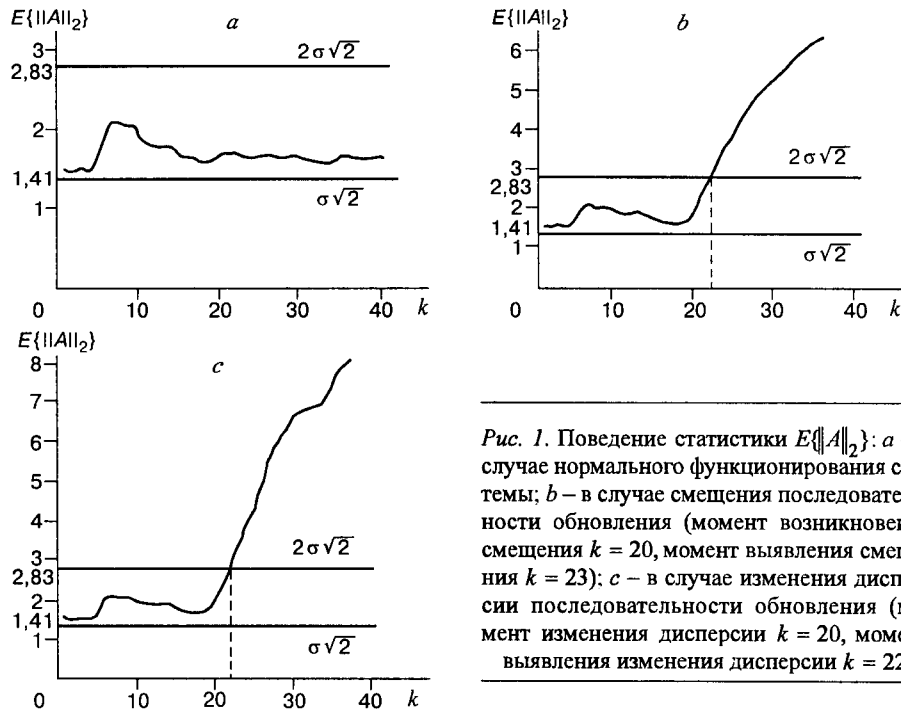 E{||A||₂}
a
3
2σ√2
2,83
2
1,41
σ√2
1
0
10
20
30
40
k
E{||A||₂}
b
6
5
4
3
2σ√2
2,83
2
1,41
1
σ√2
0
10
20
30
40
k
E{||A||₂}
c
8
7
6
5
4
3
2σ√2
2,83
2
1,41
1
σ√2
0
10
20
30
40
k
Рис. 1. Поведение статистики E{||A||₂}: a
случае нормального функционирования с
темы; b – в случае смещения последовате
ности обновления (момент возникнове
смещения k = 20, момент выявления смеш
ния k = 23); c – в случае изменения дисп
сии последовательности обновления (м
мент изменения дисперсии k = 20, моме
выявления изменения дисперсии k = 22